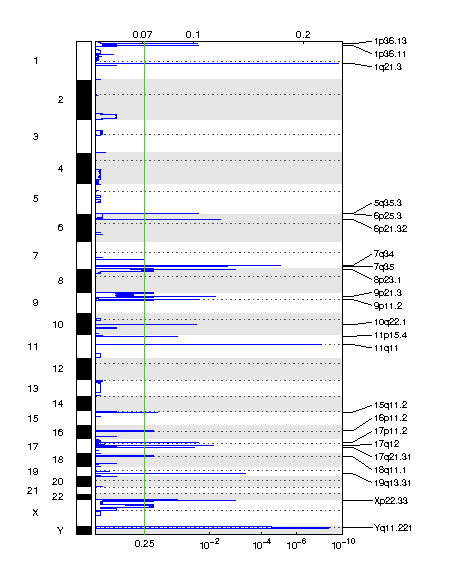 0.07 0.1 0.2
1p36.13
1p36.11
1
1q21.3
2
3
4
5
5q35.3
6p25.3
6
6p21.32
7
7q34
7q35
8
8p23.1
9p21.3
9
9p11.2
10
10q22.1
11p15.4
11
11q11
12
13
14
15q11.2
15
16p11.2
16
17p11.2
17
17q12
17q21.31
18
18q11.1
19
19q13.31
20
21
22
Xp22.33
X
Y
Yq11.221
0.25 10⁻² 10⁻⁴ 10⁻⁶ 10⁻¹⁰